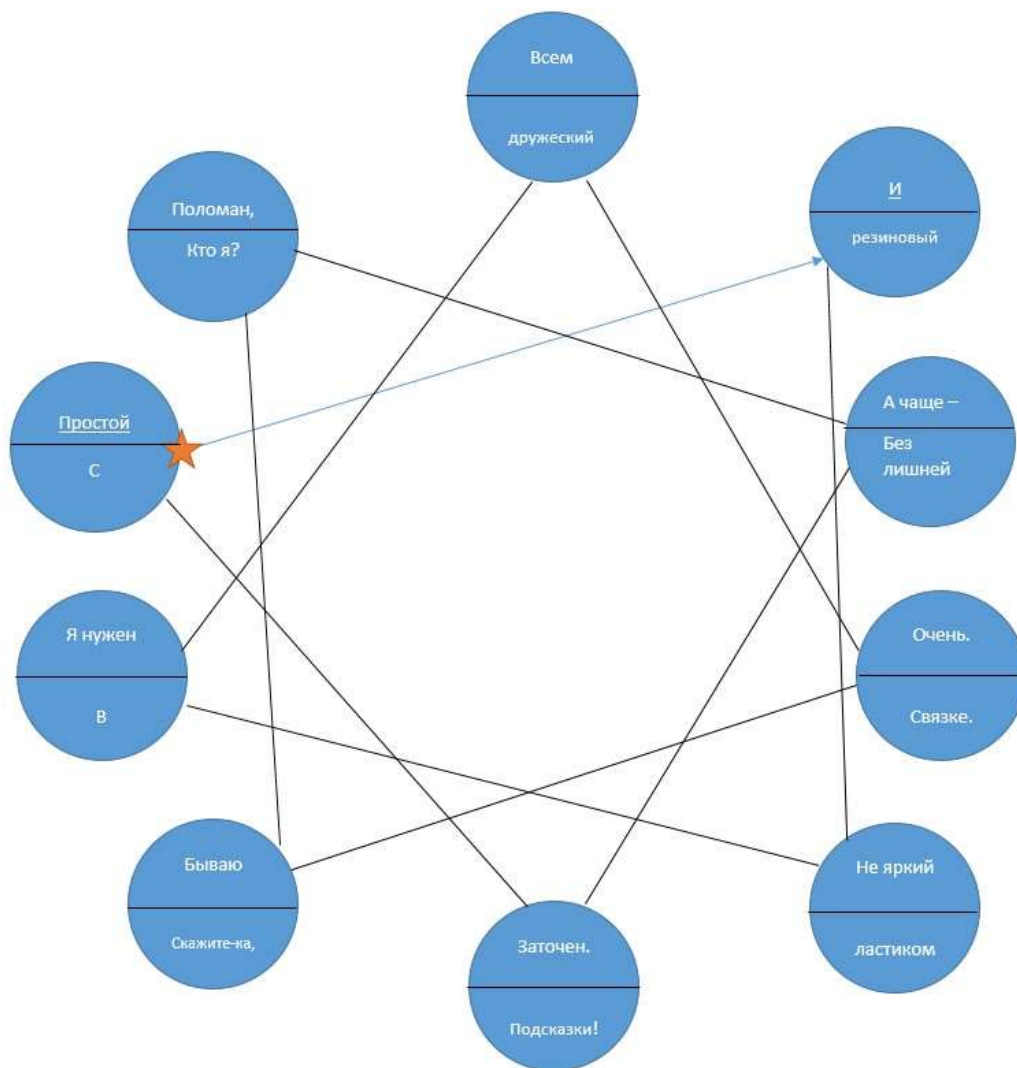 Всем
дружеский
Поломан,
Кто я?
И
резиновый
Простой
С
А чаще –
Без
лишней
Я нужен
В
Очень.
Связке.
Бываю
Скажите-ка,
Заточен.
Подсказки!
Не яркий
ластиком